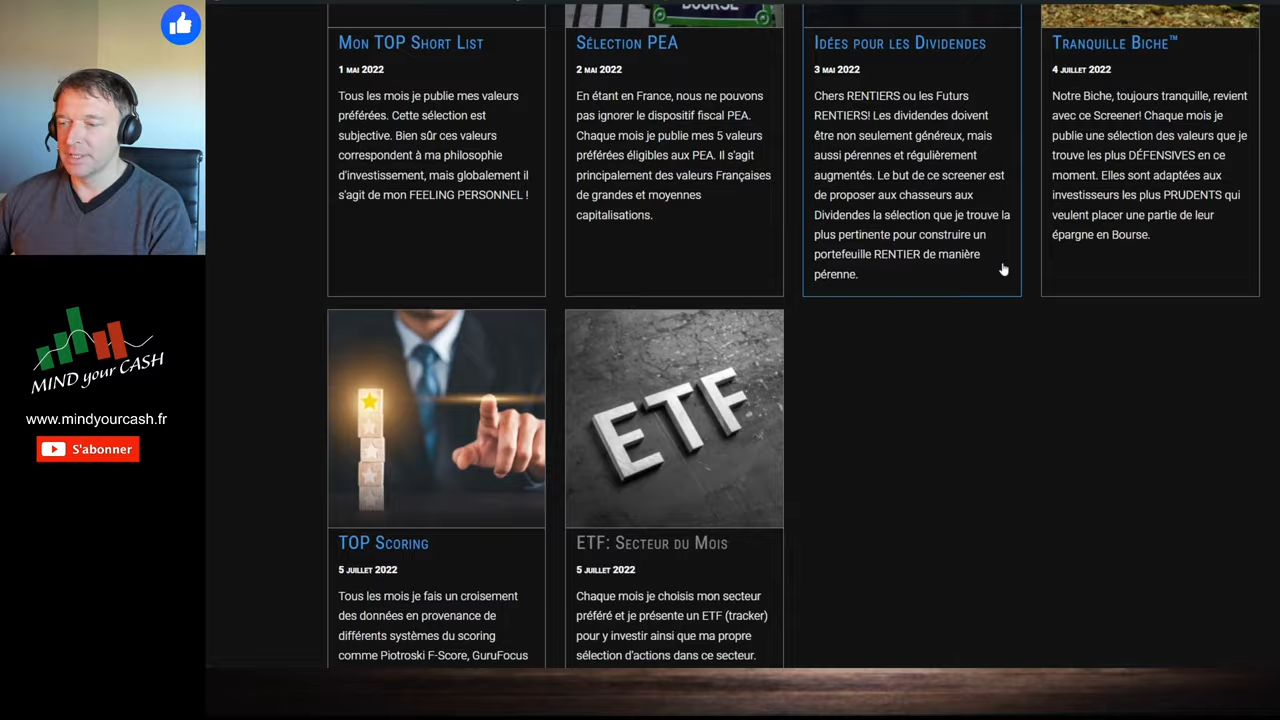 BOURSE
Mon TOP Short List
1 mai 2022
Tous les mois je publie mes valeurs
préférées. Cette sélection est
subjective. Bien sûr ces valeurs
correspondent à ma philosophie
d'investissement, mais globalement il
s'agit de mon FEELING PERSONNEL !
Sélection PEA
2 mai 2022
En étant en France, nous ne pouvons
pas ignorer le dispositif fiscal PEA.
Chaque mois je publie mes 5 valeurs
préférées éligibles aux PEA. Il s'agit
principalement des valeurs Françaises
de grandes et moyennes
capitalisations.
Idées pour les Dividendes
3 mai 2022
Chers RENTIERS ou les Futurs
RENTIERS! Les dividendes doivent
être non seulement généreux, mais
aussi pérennes et régulièrement
augmentés. Le but de ce screener est
de proposer aux chasseurs aux
Dividendes la sélection que je trouve la
plus pertinente pour construire un
portefeuille RENTIER de manière
pérenne.
Tranquille Biche™
4 juillet 2022
Notre Biche, toujours tranquille, revient
avec ce Screener! Chaque mois je
publie une sélection des valeurs que je
trouve les plus DÉFENSIVES en ce
moment. Elles sont adaptées aux
investisseurs les plus PRUDENTS qui
veulent placer une partie de leur
épargne en Bourse.
MIND your CASH
www.mindyourcash.fr
S'abonner
TOP Scoring
5 juillet 2022
Tous les mois je fais un croisement
des données en provenance de
différents systèmes du scoring
comme Piotroski F-Score, GuruFocus
ETF
ETF: Secteur du Mois
5 juillet 2022
Chaque mois je choisis mon secteur
préféré et je présente un ETF (tracker)
pour y investir ainsi que ma propre
sélection d'actions dans ce secteur.